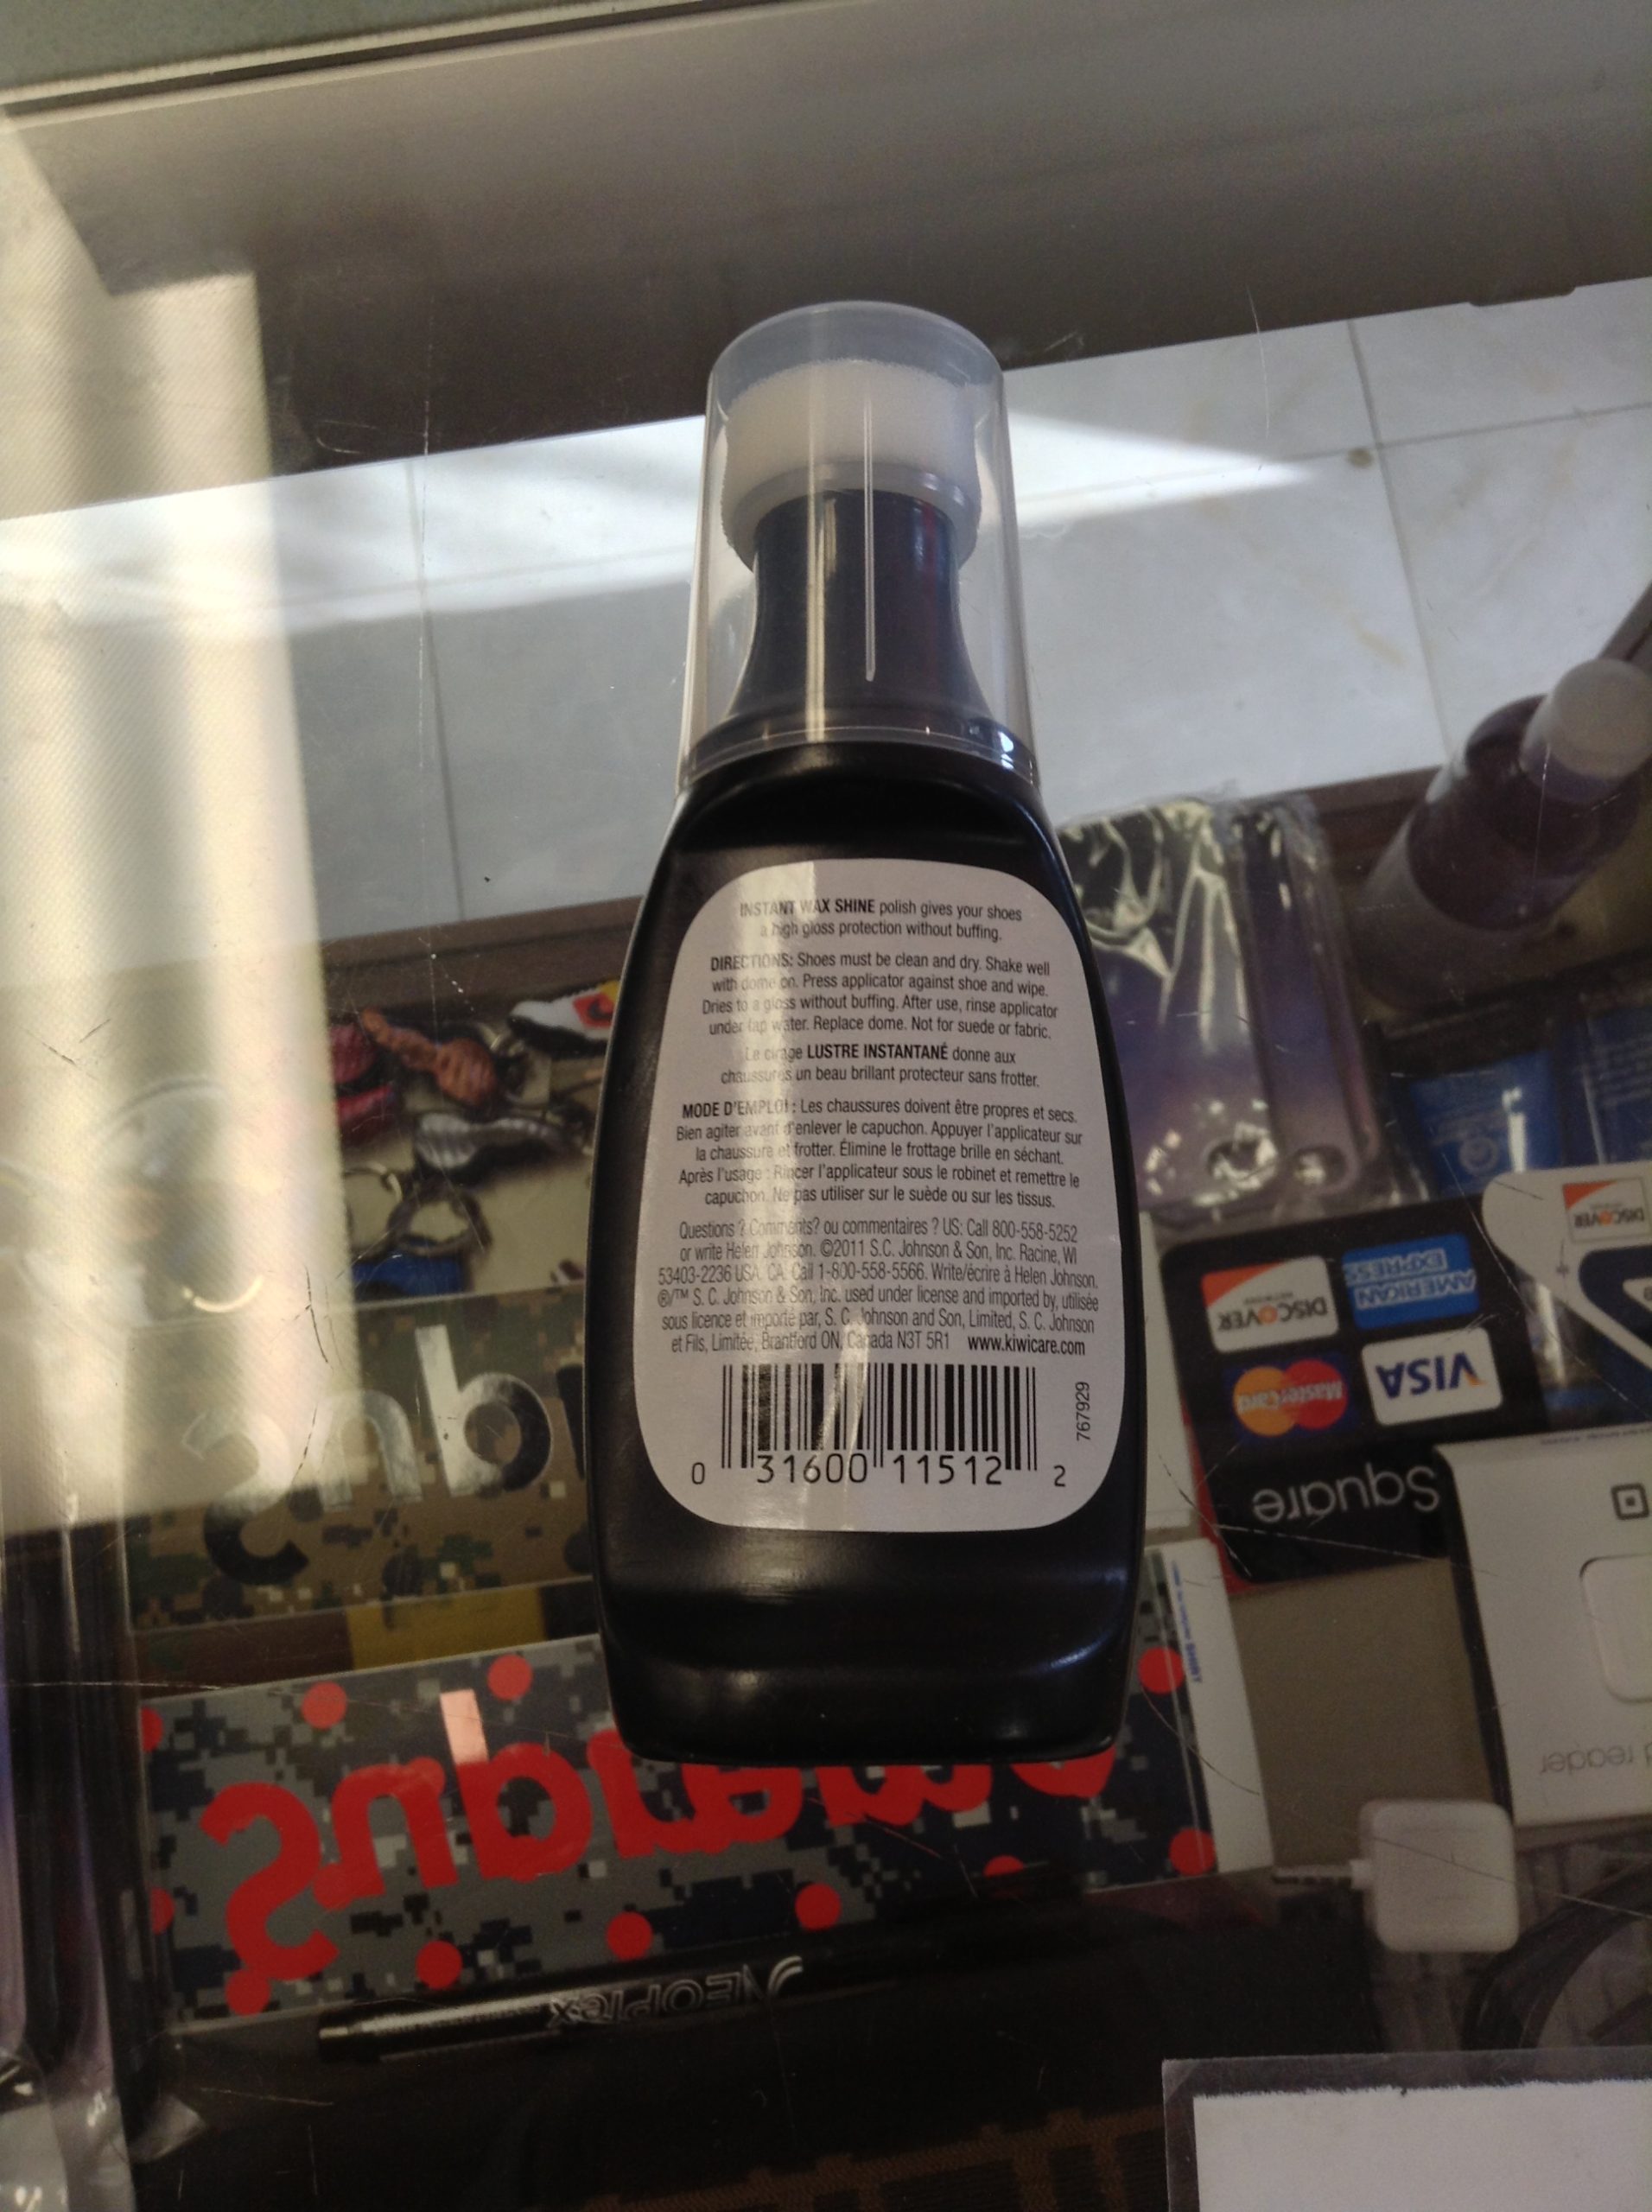 INSTANT WAX SHINE polish gives your shoes
a high gloss protection without buffing.
DIRECTIONS: Shoes must be clean and dry. Shake well
with dome on. Press applicator against shoe and wipe.
Dries to a gloss without buffing. After use, rinse applicator
under tap water. Replace dome. Not for suede or fabric.
Le cirage LUSTRE INSTANTANÉ donne aux
chaussures un beau brillant protecteur sans frotter.
MODE D'EMPLOI : Les chaussures doivent être propres et secs.
Bien agiter avant d'enlever le capuchon. Appuyer l'applicateur sur
la chaussure et frotter. Élimine le frottage brille en séchant.
Après l'usage : Rincer l'applicateur sous le robinet et remettre le
capuchon. Ne pas utiliser sur le suède ou sur les tissus.
Questions ? Comments? ou commentaires ? US: Call 800-558-5252
or write Helen Johnson. ©2011 S.C. Johnson & Son, Inc. Racine, WI
53403-2236 USA. CA. Call 1-800-558-5566. Write/écrire à Helen Johnson.
®/™ S. C. Johnson & Son, Inc. used under license and imported by, utilisée
sous licence et importé par, S. C. Johnson and Son, Limited, S. C. Johnson
et Fils, Limitée, Brantford ON, Canada N3T 5R1 www.kiwicare.com
767929
0 31600 11512 2
DISCOVER
AMERICAN EXPRESS
DISCOVER
MasterCard
VISA
Square
reader
NEOPlex